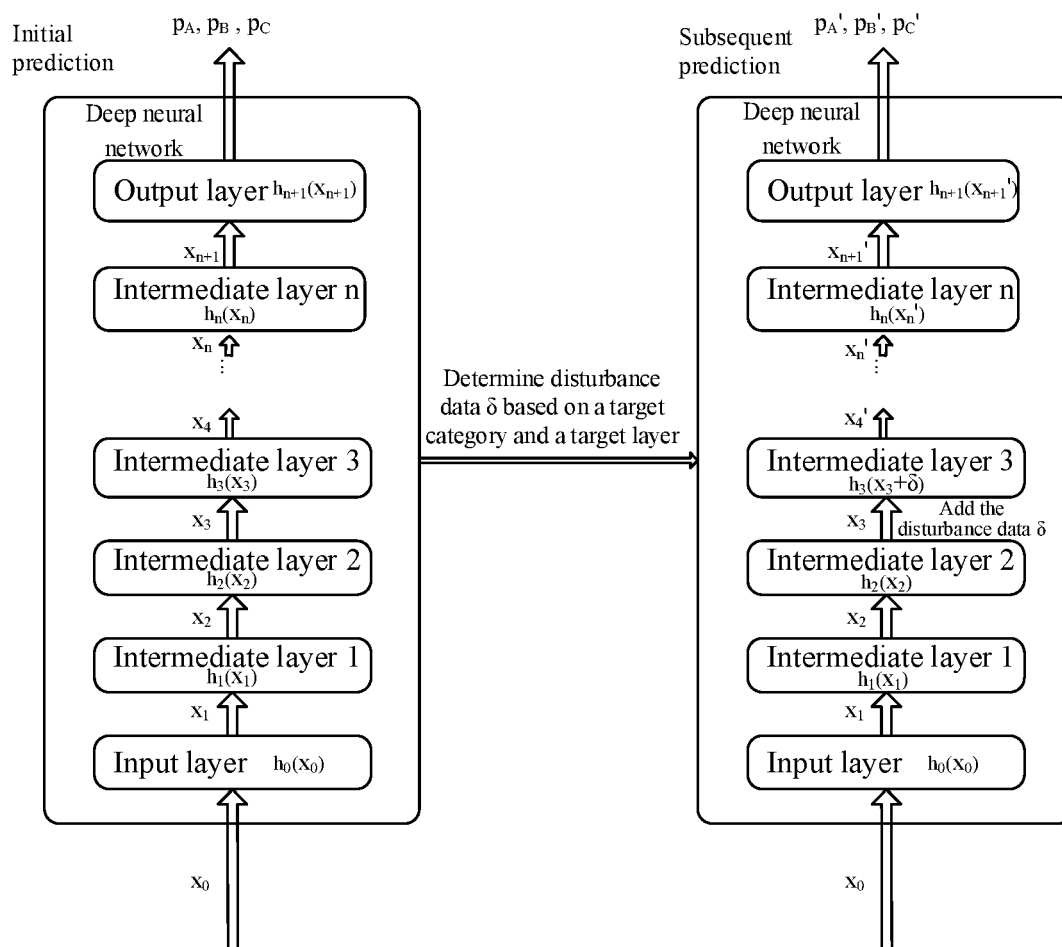 Initial
prediction
pA, pB , pC
Deep neural
network
Output layer hn+1(xn+1)
xn+1
Intermediate layer n
hn(xn)
xn
...
x4
Intermediate layer 3
h3(x3)
x3
Intermediate layer 2
h2(x2)
x2
Intermediate layer 1
h1(x1)
x1
Input layer h0(x0)
x0
Determine disturbance
data δ based on a target
category and a target layer
Subsequent
prediction
pA', pB', pC'
Deep neural
network
Output layer hn+1(xn+1')
xn+1'
Intermediate layer n
hn(xn')
xn'
...
x4'
Intermediate layer 3
h3(x3+δ)
x3
Add the
disturbance data δ
Intermediate layer 2
h2(x2)
x2
Intermediate layer 1
h1(x1)
x1
Input layer h0(x0)
x0